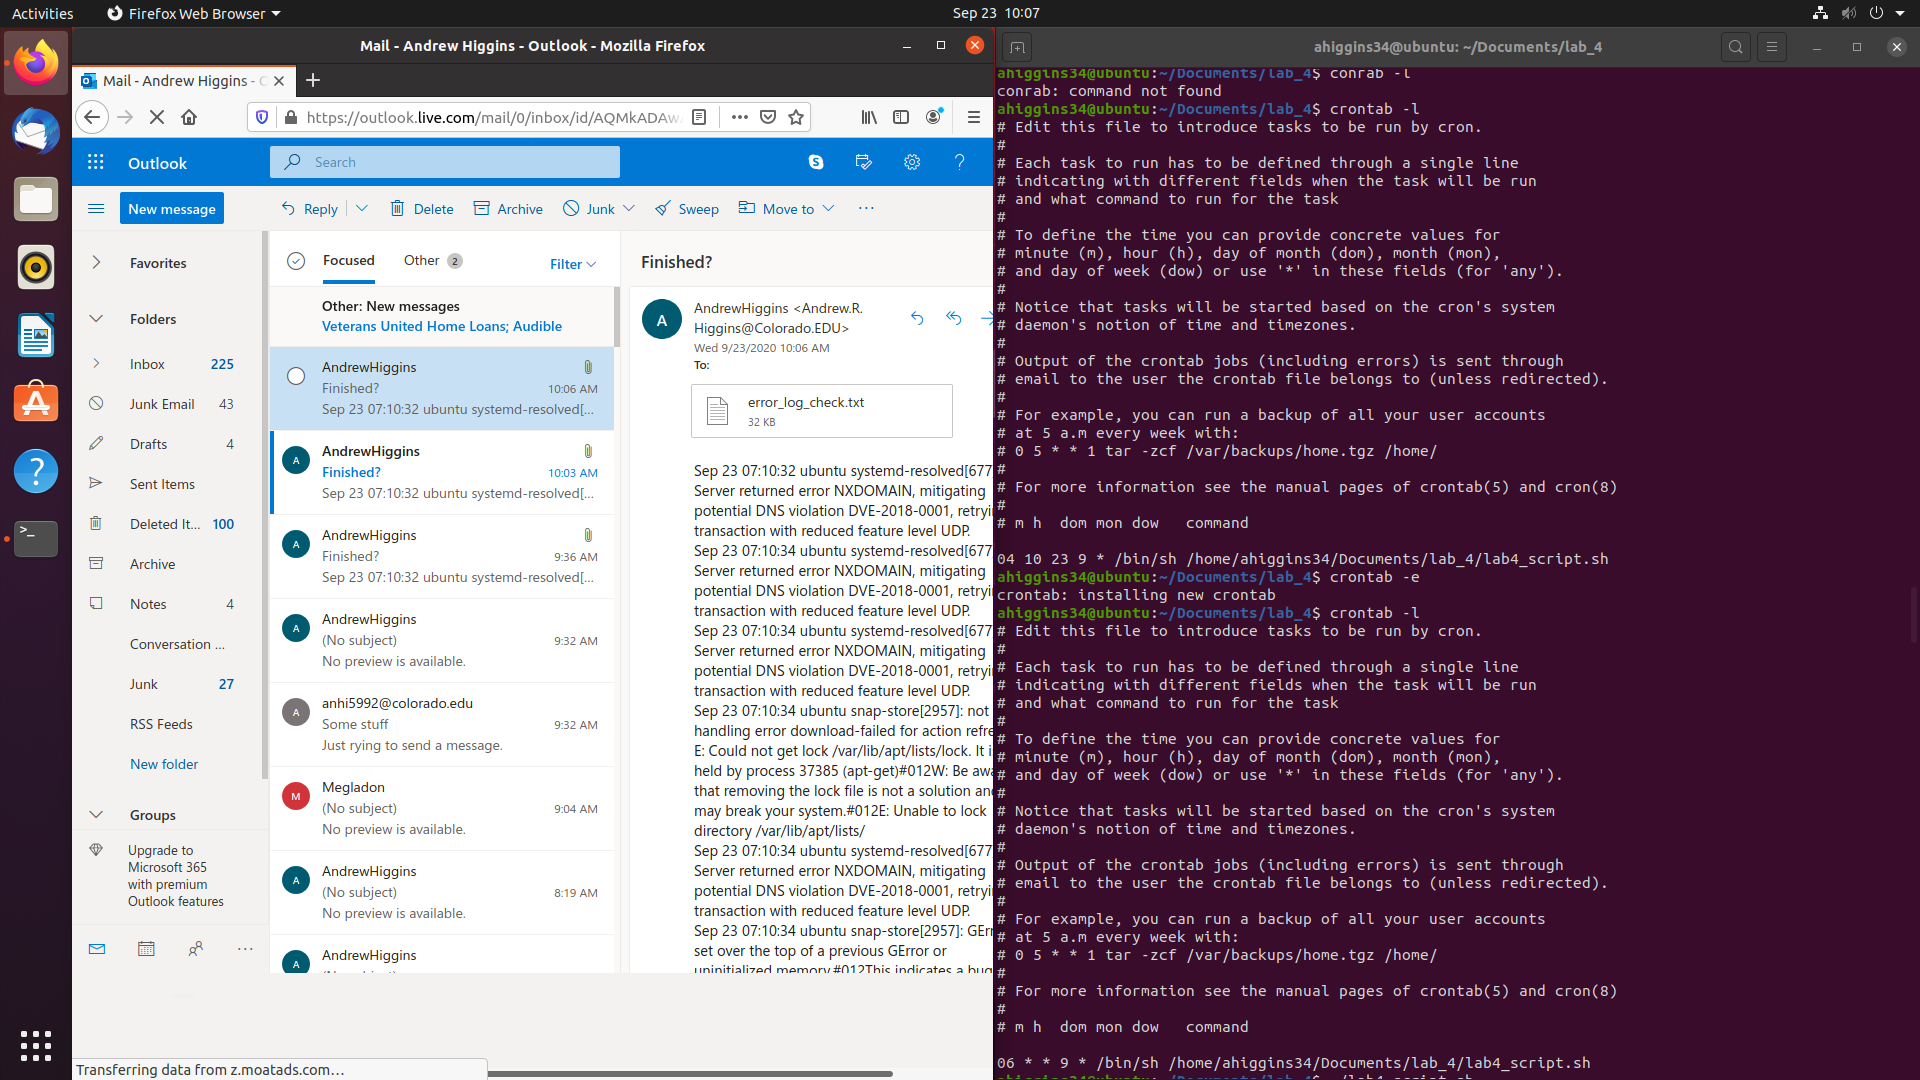 Activities
Firefox Web Browser
Sep 23 10:07
Mail - Andrew Higgins - Outlook - Mozilla Firefox
Mail - Andrew Higgins - O
https://outlook.live.com/mail/0/inbox/id/AQMkADAw
Outlook
Search
New message
Reply
Delete
Archive
Junk
Sweep
Move to
Favorites
Folders
Inbox 225
Junk Email 43
Drafts 4
Sent Items
Deleted It... 100
Archive
Notes 4
Conversation ...
Junk 27
RSS Feeds
New folder
Groups
Upgrade to
Microsoft 365
with premium
Outlook features
Focused
Other 2
Filter
Other: New messages
Veterans United Home Loans; Audible
AndrewHiggins
Finished? 10:06 AM
Sep 23 07:10:32 ubuntu systemd-resolved[...
A
AndrewHiggins
Finished? 10:03 AM
Sep 23 07:10:32 ubuntu systemd-resolved[...
A
AndrewHiggins
Finished? 9:36 AM
Sep 23 07:10:32 ubuntu systemd-resolved[...
A
AndrewHiggins
(No subject) 9:32 AM
No preview is available.
A
anhi5992@colorado.edu
Some stuff 9:32 AM
Just rying to send a message.
M
Megladon
(No subject) 9:04 AM
No preview is available.
A
AndrewHiggins
(No subject) 8:19 AM
No preview is available.
A
AndrewHiggins
Finished?
A
AndrewHiggins <Andrew.R.
Higgins@Colorado.EDU>
Wed 9/23/2020 10:06 AM
To:
error_log_check.txt
32 KB
Sep 23 07:10:32 ubuntu systemd-resolved[677
Server returned error NXDOMAIN, mitigating
potential DNS violation DVE-2018-0001, retryin
transaction with reduced feature level UDP.
Sep 23 07:10:34 ubuntu systemd-resolved[677
Server returned error NXDOMAIN, mitigating
potential DNS violation DVE-2018-0001, retryin
transaction with reduced feature level UDP.
Sep 23 07:10:34 ubuntu systemd-resolved[677
Server returned error NXDOMAIN, mitigating
potential DNS violation DVE-2018-0001, retryin
transaction with reduced feature level UDP.
Sep 23 07:10:34 ubuntu snap-store[2957]: not
handling error download-failed for action refre
E: Could not get lock /var/lib/apt/lists/lock. It i
held by process 37385 (apt-get)#012W: Be awa
that removing the lock file is not a solution and
may break your system.#012E: Unable to lock
directory /var/lib/apt/lists/
Sep 23 07:10:34 ubuntu systemd-resolved[677
Server returned error NXDOMAIN, mitigating
potential DNS violation DVE-2018-0001, retryin
transaction with reduced feature level UDP.
Sep 23 07:10:34 ubuntu snap-store[2957]: GErr
set over the top of a previous GError or
uninitialized memory.#012This indicates a bug
Transferring data from z.moatads.com…
ahiggins34@ubuntu: ~/Documents/lab_4
ahiggins34@ubuntu:~/Documents/lab_4$ conrab -l
conrab: command not found
ahiggins34@ubuntu:~/Documents/lab_4$ crontab -l
# Edit this file to introduce tasks to be run by cron.
#
# Each task to run has to be defined through a single line
# indicating with different fields when the task will be run
# and what command to run for the task
#
# To define the time you can provide concrete values for
# minute (m), hour (h), day of month (dom), month (mon),
# and day of week (dow) or use '*' in these fields (for 'any').
#
# Notice that tasks will be started based on the cron's system
# daemon's notion of time and timezones.
#
# Output of the crontab jobs (including errors) is sent through
# email to the user the crontab file belongs to (unless redirected).
#
# For example, you can run a backup of all your user accounts
# at 5 a.m every week with:
# 0 5 * * 1 tar -zcf /var/backups/home.tgz /home/
#
# For more information see the manual pages of crontab(5) and cron(8)
#
# m h  dom mon dow   command
04 10 23 9 * /bin/sh /home/ahiggins34/Documents/lab_4/lab4_script.sh
ahiggins34@ubuntu:~/Documents/lab_4$ crontab -e
crontab: installing new crontab
ahiggins34@ubuntu:~/Documents/lab_4$ crontab -l
# Edit this file to introduce tasks to be run by cron.
#
# Each task to run has to be defined through a single line
# indicating with different fields when the task will be run
# and what command to run for the task
#
# To define the time you can provide concrete values for
# minute (m), hour (h), day of month (dom), month (mon),
# and day of week (dow) or use '*' in these fields (for 'any').
#
# Notice that tasks will be started based on the cron's system
# daemon's notion of time and timezones.
#
# Output of the crontab jobs (including errors) is sent through
# email to the user the crontab file belongs to (unless redirected).
#
# For example, you can run a backup of all your user accounts
# at 5 a.m every week with:
# 0 5 * * 1 tar -zcf /var/backups/home.tgz /home/
#
# For more information see the manual pages of crontab(5) and cron(8)
#
# m h  dom mon dow   command
06 * * 9 * /bin/sh /home/ahiggins34/Documents/lab_4/lab4_script.sh